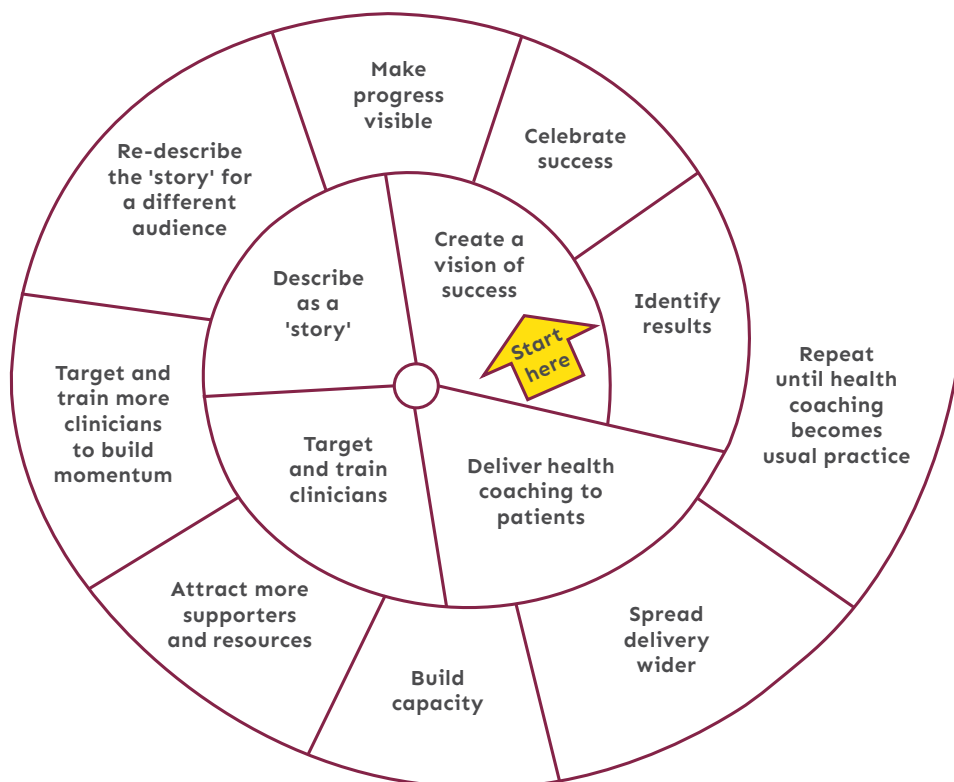 Start
here
Create a
vision of
success
Describe
as a
'story'
Target
and train
clinicians
Deliver health
coaching to
patients
Identify
results
Celebrate
success
Make
progress
visible
Re-describe
the 'story' for
a different
audience
Target and
train more
clinicians
to build
momentum
Attract more
supporters
and resources
Build
capacity
Spread
delivery
wider
Repeat
until health
coaching
becomes
usual practice